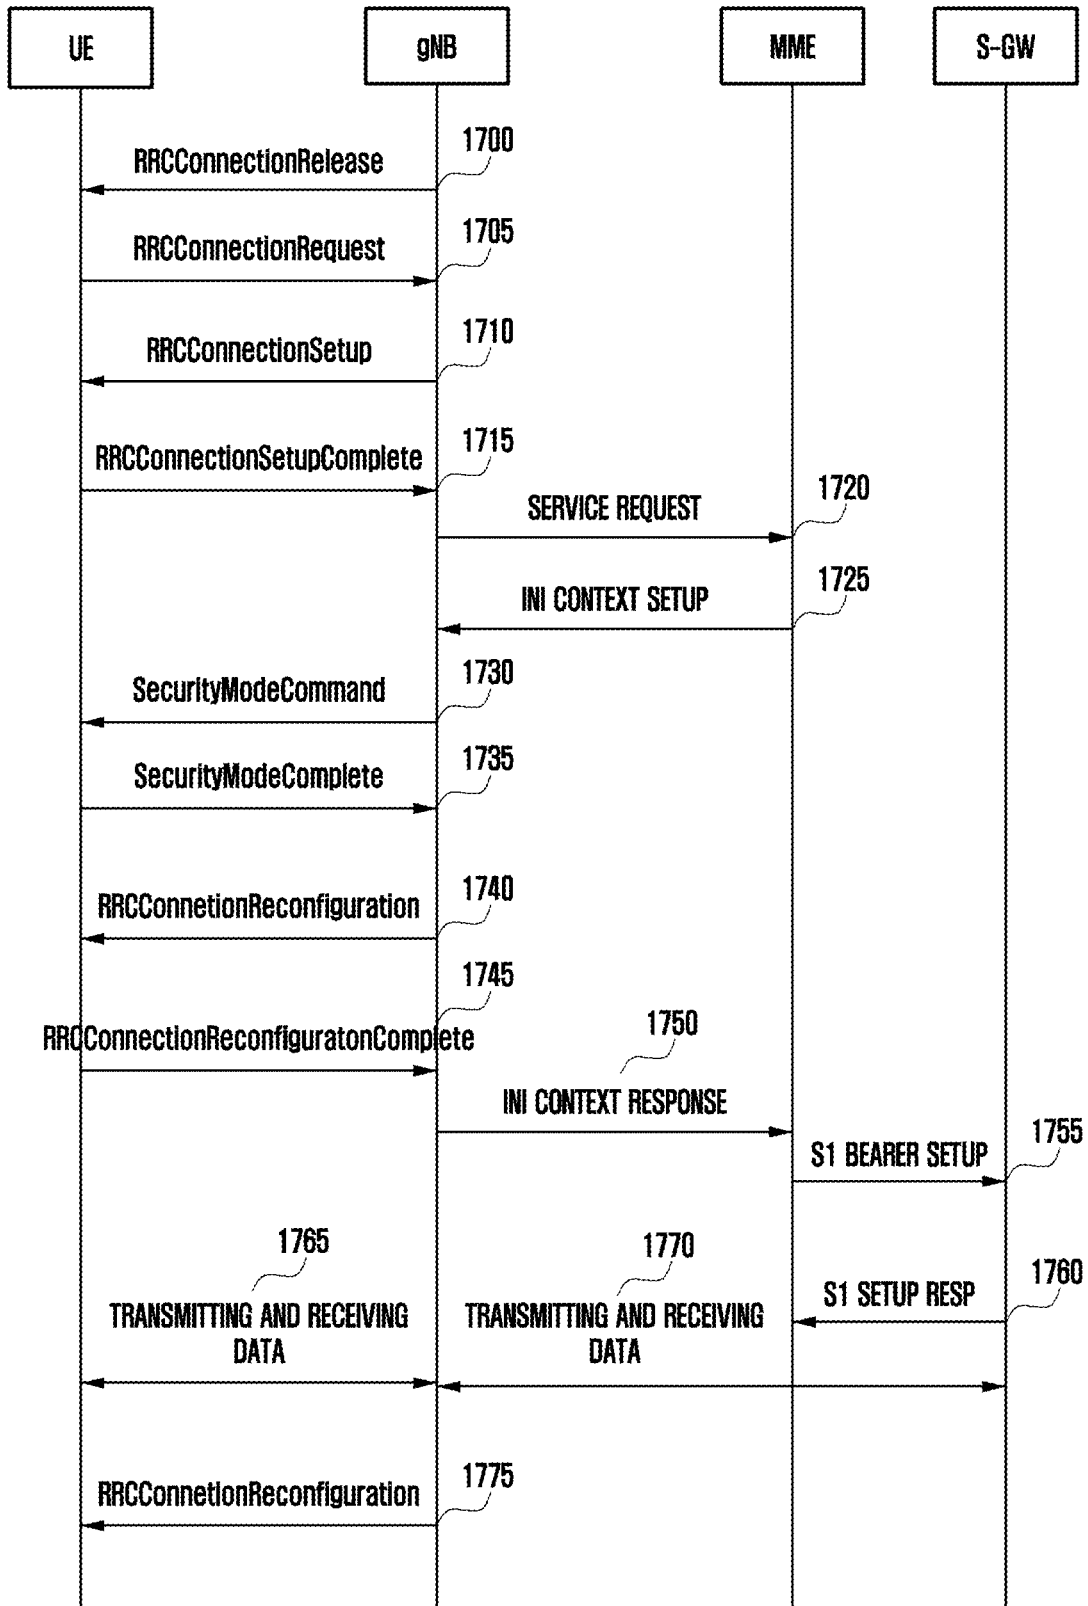 UE
gNB
MME
S-GW
1700
RRCConnectionRelease
1705
RRCConnectionRequest
1710
RRCConnectionSetup
1715
RRCConnectionSetupComplete
1720
SERVICE REQUEST
1725
INI CONTEXT SETUP
1730
SecurityModeCommand
1735
SecurityModeComplete
1740
RRCConnetionReconfiguration
1745
RRCConnectionReconfiguratonComplete
1750
INI CONTEXT RESPONSE
1755
S1 BEARER SETUP
1765
TRANSMITTING AND RECEIVING
DATA
1770
TRANSMITTING AND RECEIVING
DATA
1760
S1 SETUP RESP
1775
RRCConnetionReconfiguration